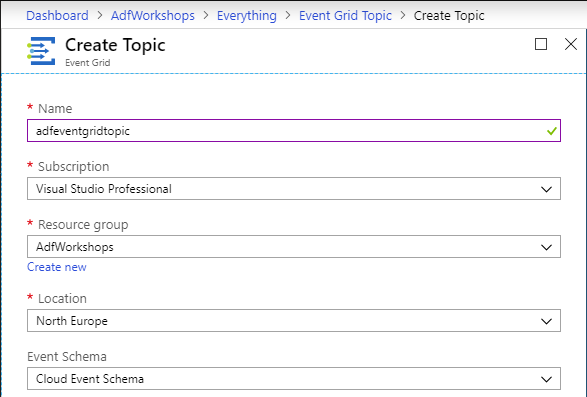 Dashboard > AdfWorkshops > Everything > Event Grid Topic > Create Topic
Create Topic
Event Grid
* Name
adfeventgridtopic
* Subscription
Visual Studio Professional
* Resource group
AdfWorkshops
Create new
* Location
North Europe
Event Schema
Cloud Event Schema